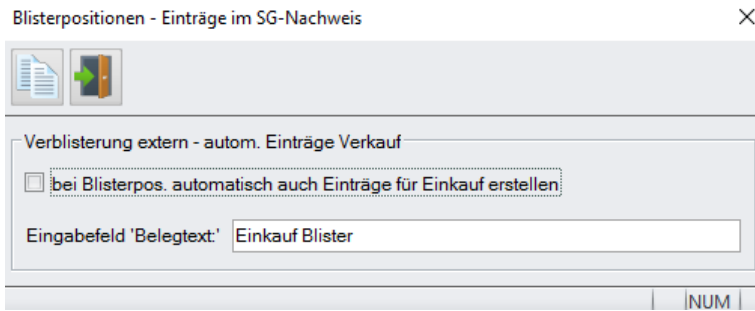 Blisterpositionen - Einträge im SG-Nachweis
Verblisterung extern - autom. Einträge Verkauf
bei Blisterpos. automatisch auch Einträge für Einkauf erstellen
Eingabefeld 'Belegtext:' Einkauf Blister
NUM